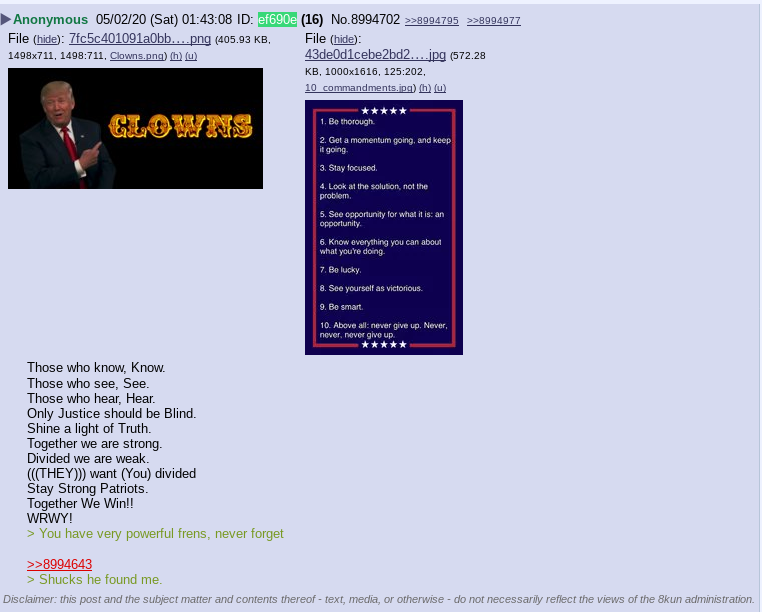 Anonymous 05/02/20 (Sat) 01:43:08 ID: ef690e (16) No.8994702 >>8994795 >>8994977
File (hide): 7fc5c401091a0bb….png (405.93 KB,
1498x711, 1498:711, Clowns.png) (h) (u)
CLOWNS
File (hide):
43de0d1cebe2bd2….jpg (572.28
KB, 1000x1616, 125:202,
10_commandments.jpg) (h) (u)
1. Be thorough.
2. Get a momentum going, and keep
it going.
3. Stay focused.
4. Look at the solution, not the
problem.
5. See opportunity for what it is: an
opportunity.
6. Know everything you can about
what you're doing.
7. Be lucky.
8. See yourself as victorious.
9. Be smart.
10. Above all: never give up. Never,
never, never give up.
Those who know, Know.
Those who see, See.
Those who hear, Hear.
Only Justice should be Blind.
Shine a light of Truth.
Together we are strong.
Divided we are weak.
(((THEY))) want (You) divided
Stay Strong Patriots.
Together We Win!!
WRWY!
> You have very powerful frens, never forget
>>8994643
> Shucks he found me.
Disclaimer: this post and the subject matter and contents thereof - text, media, or otherwise - do not necessarily reflect the views of the 8kun administration.